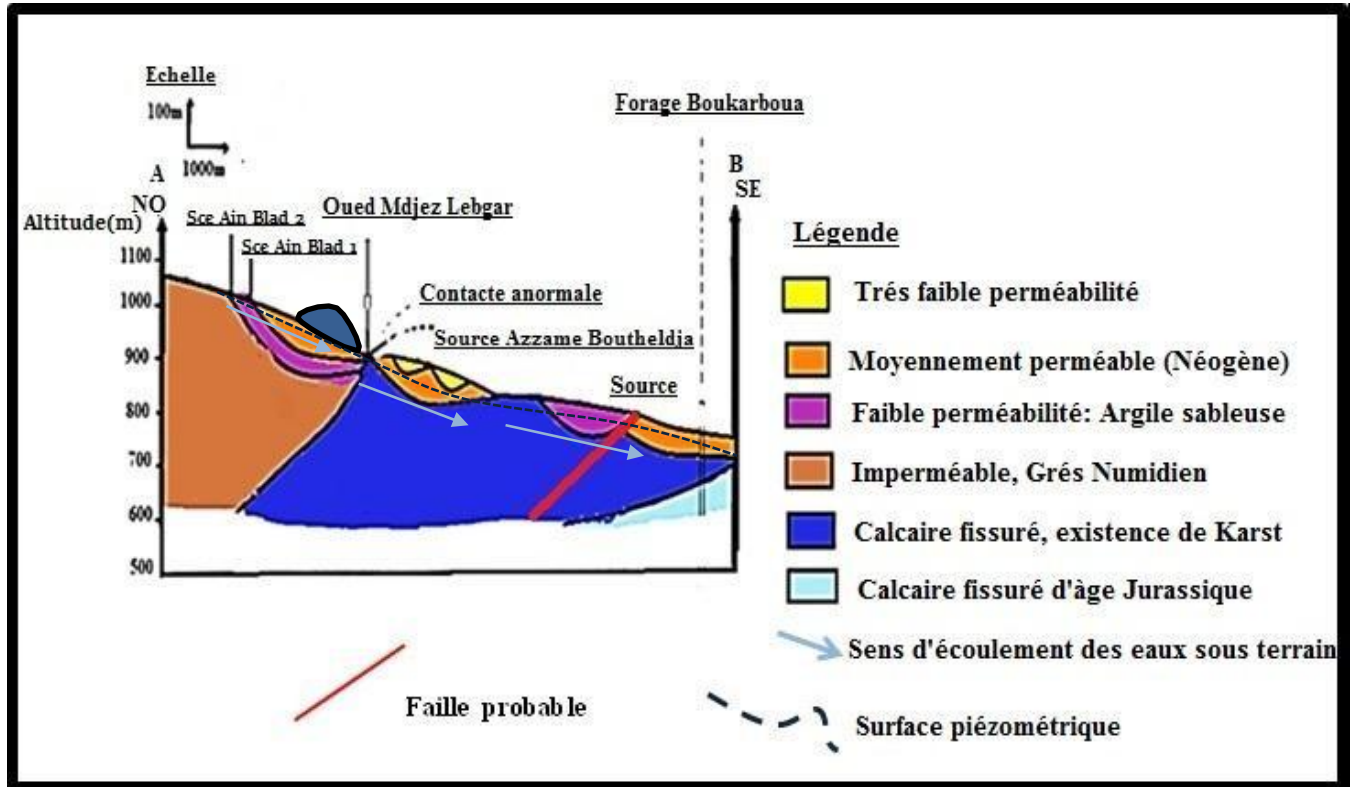 Echelle
100m
1000m
Forage Boukarboua
A
NO
B
SE
Altitude(m)
Sce Ain Blad 2
Sce Ain Blad 1
Oued Mdjez Lebgar
Contacte anormale
Source Azzame Boutheldja
Source
1100
1000
900
800
700
600
500
Légende
Trés faible perméabilité
Moyennement perméable (Néogène)
Faible perméabilité: Argile sableuse
Imperméable, Grés Numidien
Calcaire fissuré, existence de Karst
Calcaire fissuré d'àge Jurassique
Sens d'écoulement des eaux sous terrain
Faille probable
Surface piézométrique